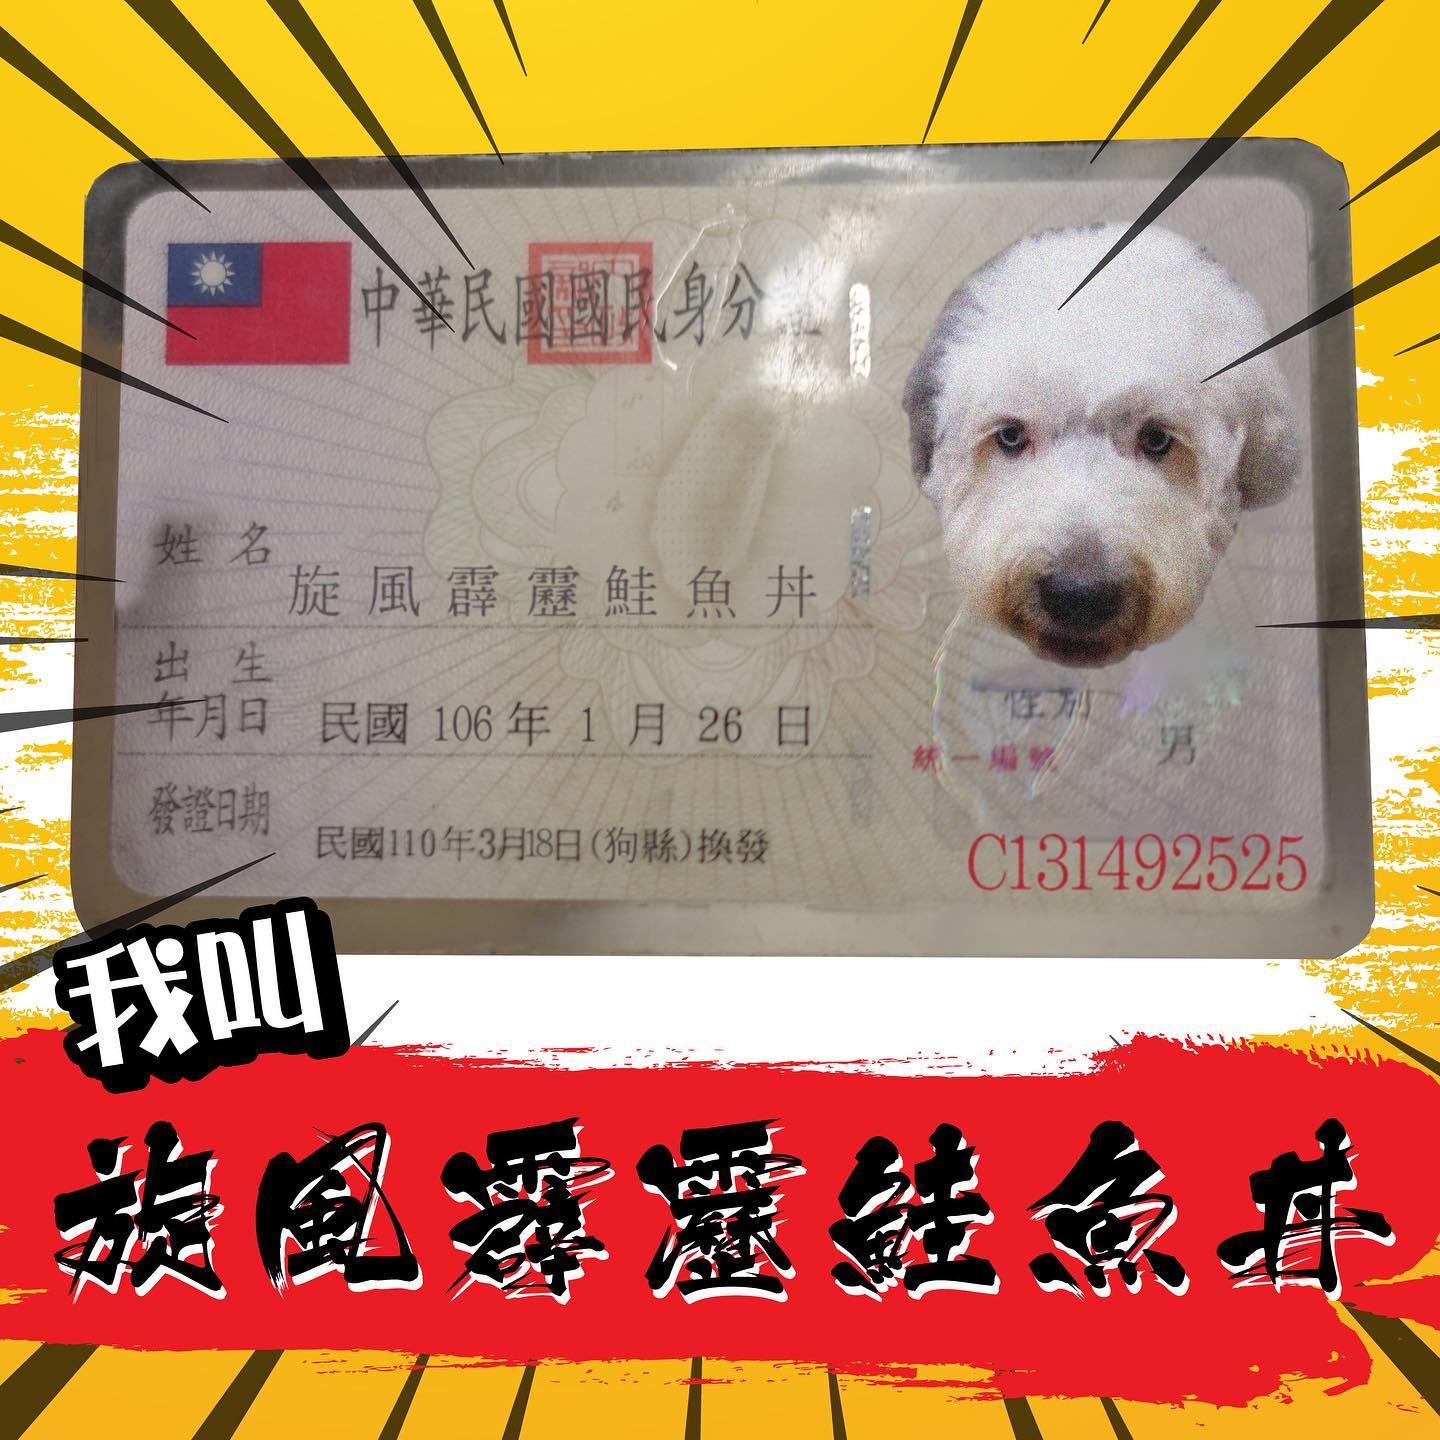 中華民國國民身分證
姓名
旋風霹靂鮭魚丼
出生
年月日 民國 106 年 1 月 26 日
發證日期
民國110年3月18日(狗縣)換發
性別 男
統一編號
C131492525
我叫
旋風霹靂鮭魚丼